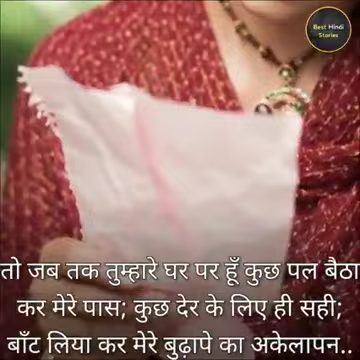 Best Hindi
Stories
तो जब तक तुम्हारे घर पर हूँ कुछ पल बैठा
कर मेरे पास; कुछ देर के लिए ही सही;
बाँट लिया कर मेरे बुढ़ापे का अकेलापन..